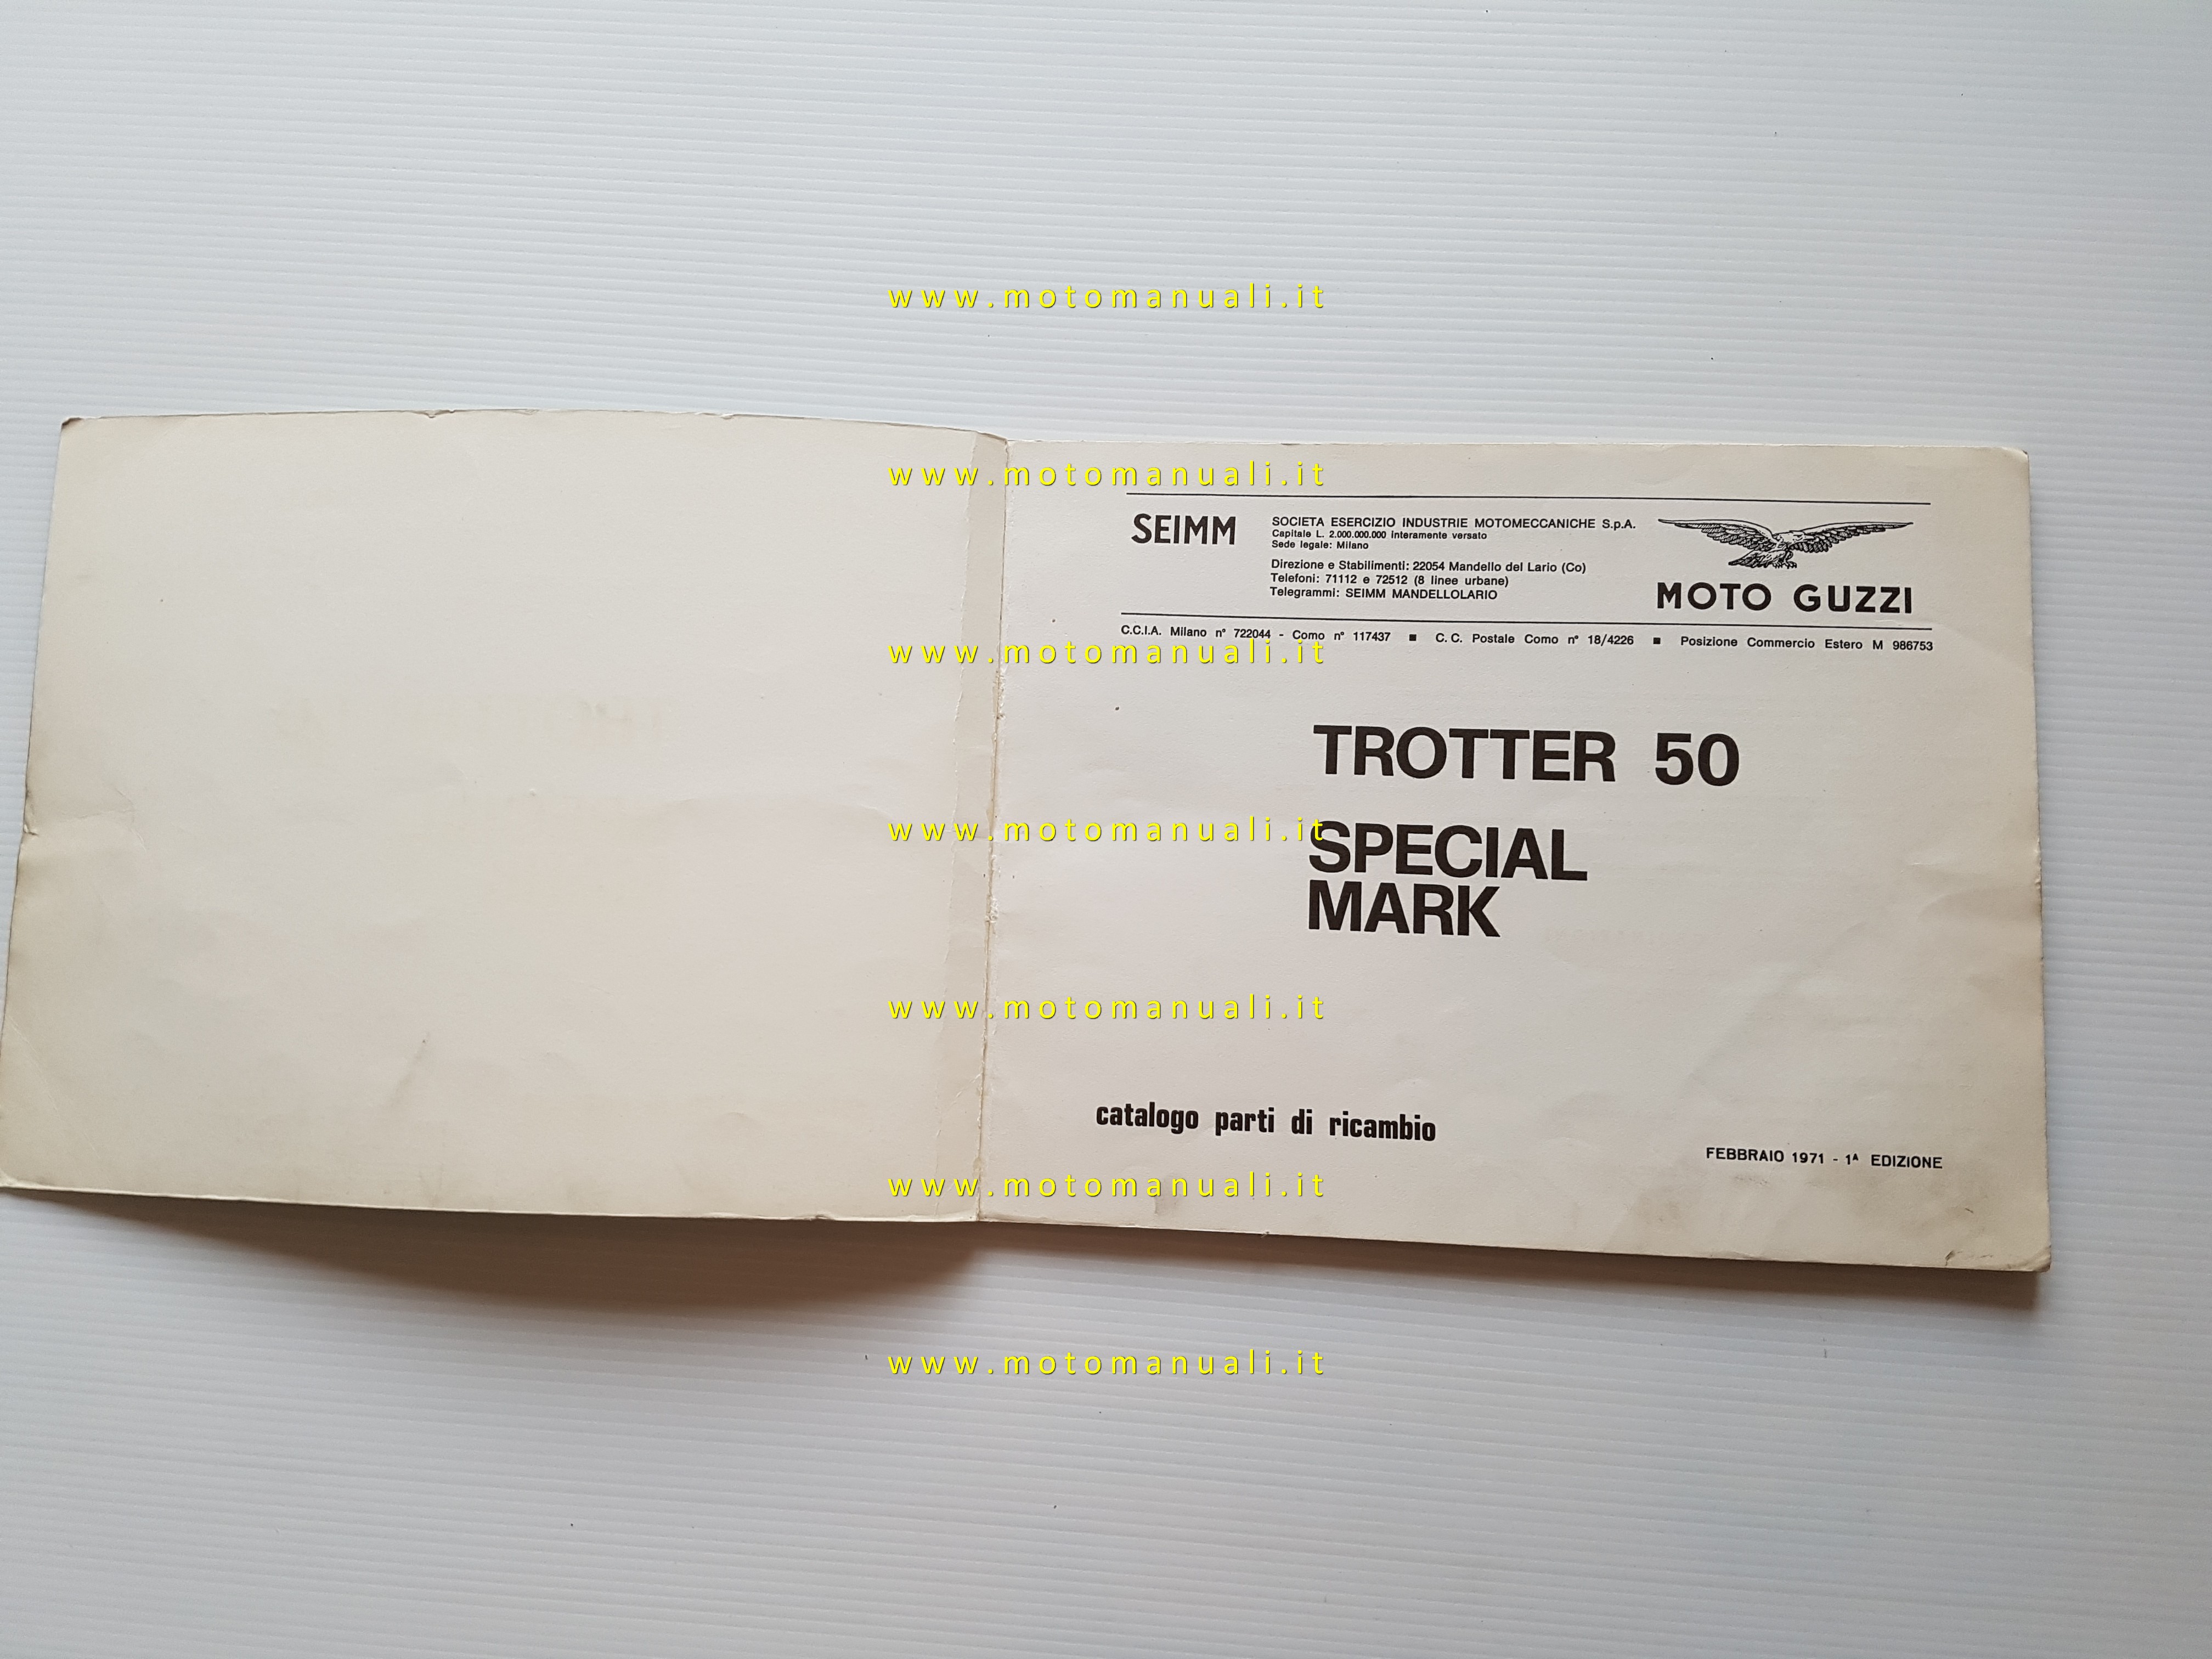 www.motomanuali.it
www.motomanuali.it
SEIMM
SOCIETA ESERCIZIO INDUSTRIE MOTOMECCANICHE S.p.A.
Capitale L. 2.000.000.000 interamente versato
Sede legale: Milano
Direzione e Stabilimenti: 22054 Mandello del Lario (Co)
Telefoni: 71112 e 72512 (8 linee urbane)
Telegrammi: SEIMM MANDELLOLARIO
MOTO GUZZI
C.C.I.A. Milano n° 722044 - Como n° 117437 ■ C. C. Postale Como n° 18/4226 ■ Posizione Commercio Estero M 986753
www.motomanuali.it
TROTTER 50
www.motomanuali.it
SPECIAL
MARK
www.motomanuali.it
catalogo parti di ricambio
FEBBRAIO 1971 - 1ᴬ EDIZIONE
www.motomanuali.it
www.motomanuali.it